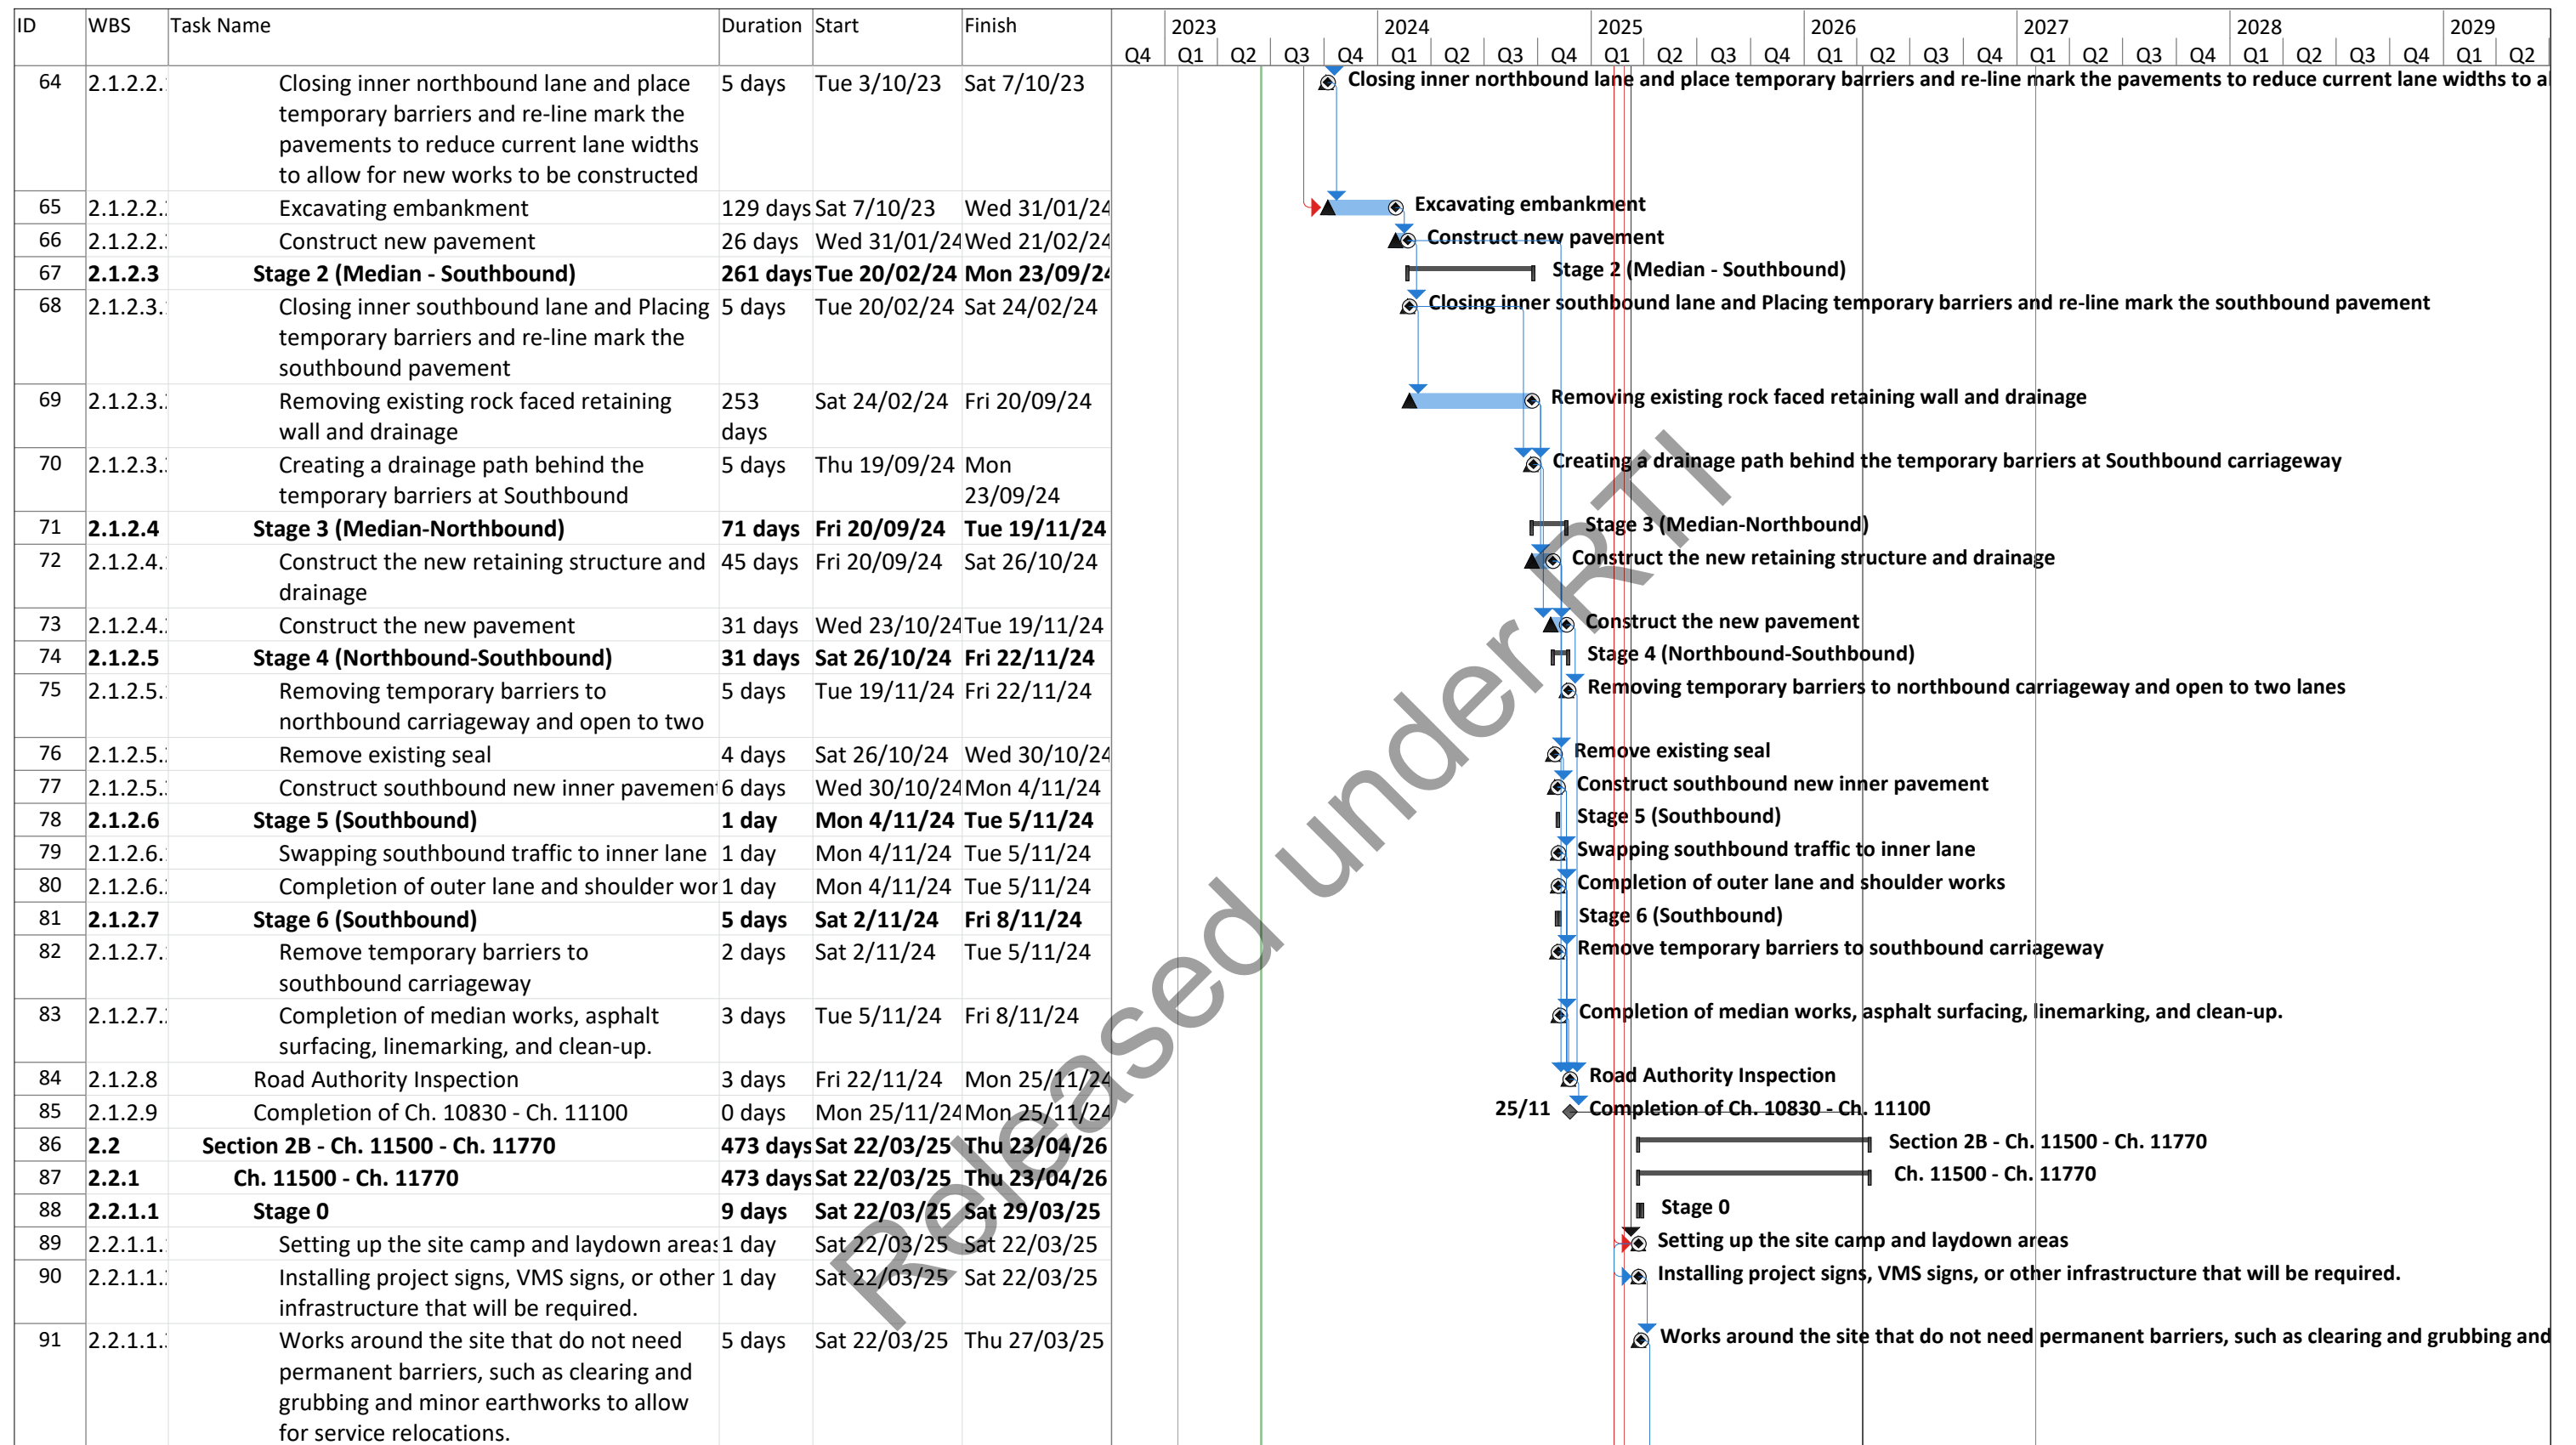 ID WBS Task Name Duration Start Finish 2023 2024 2025 2026 2027 2028 2029
Q4 Q1 Q2 Q3 Q4 Q1 Q2 Q3 Q4 Q1 Q2 Q3 Q4 Q1 Q2 Q3 Q4 Q1 Q2 Q3 Q4 Q1 Q2 Q3 Q4 Q1 Q2
64 2.1.2.2. Closing inner northbound lane and place 5 days Tue 3/10/23 Sat 7/10/23 Closing inner northbound lane and place temporary barriers and re-line mark the pavements to reduce current lane widths to al
temporary barriers and re-line mark the
pavements to reduce current lane widths
to allow for new works to be constructed
65 2.1.2.2. Excavating embankment 129 days Sat 7/10/23 Wed 31/01/24 Excavating embankment
66 2.1.2.2. Construct new pavement 26 days Wed 31/01/24 Wed 21/02/24 Construct new pavement
67 2.1.2.3 Stage 2 (Median - Southbound) 261 days Tue 20/02/24 Mon 23/09/24 Stage 2 (Median - Southbound)
68 2.1.2.3. Closing inner southbound lane and Placing 5 days Tue 20/02/24 Sat 24/02/24 Closing inner southbound lane and Placing temporary barriers and re-line mark the southbound pavement
temporary barriers and re-line mark the
southbound pavement
69 2.1.2.3. Removing existing rock faced retaining 253 Sat 24/02/24 Fri 20/09/24 Removing existing rock faced retaining wall and drainage
wall and drainage days
70 2.1.2.3. Creating a drainage path behind the 5 days Thu 19/09/24 Mon Creating a drainage path behind the temporary barriers at Southbound carriageway
temporary barriers at Southbound 23/09/24
71 2.1.2.4 Stage 3 (Median-Northbound) 71 days Fri 20/09/24 Tue 19/11/24 Stage 3 (Median-Northbound)
72 2.1.2.4. Construct the new retaining structure and 45 days Fri 20/09/24 Sat 26/10/24 Construct the new retaining structure and drainage
drainage
73 2.1.2.4. Construct the new pavement 31 days Wed 23/10/24 Tue 19/11/24 Construct the new pavement
74 2.1.2.5 Stage 4 (Northbound-Southbound) 31 days Sat 26/10/24 Fri 22/11/24 Stage 4 (Northbound-Southbound)
75 2.1.2.5. Removing temporary barriers to 5 days Tue 19/11/24 Fri 22/11/24 Removing temporary barriers to northbound carriageway and open to two lanes
northbound carriageway and open to two
76 2.1.2.5. Remove existing seal 4 days Sat 26/10/24 Wed 30/10/24 Remove existing seal
77 2.1.2.5. Construct southbound new inner pavement 6 days Wed 30/10/24 Mon 4/11/24 Construct southbound new inner pavement
78 2.1.2.6 Stage 5 (Southbound) 1 day Mon 4/11/24 Tue 5/11/24 Stage 5 (Southbound)
79 2.1.2.6. Swapping southbound traffic to inner lane 1 day Mon 4/11/24 Tue 5/11/24 Swapping southbound traffic to inner lane
80 2.1.2.6. Completion of outer lane and shoulder wor 1 day Mon 4/11/24 Tue 5/11/24 Completion of outer lane and shoulder works
81 2.1.2.7 Stage 6 (Southbound) 5 days Sat 2/11/24 Fri 8/11/24 Stage 6 (Southbound)
82 2.1.2.7. Remove temporary barriers to 2 days Sat 2/11/24 Tue 5/11/24 Remove temporary barriers to southbound carriageway
southbound carriageway
83 2.1.2.7. Completion of median works, asphalt 3 days Tue 5/11/24 Fri 8/11/24 Completion of median works, asphalt surfacing, linemarking, and clean-up.
surfacing, linemarking, and clean-up.
84 2.1.2.8 Road Authority Inspection 3 days Fri 22/11/24 Mon 25/11/24 Road Authority Inspection
85 2.1.2.9 Completion of Ch. 10830 - Ch. 11100 0 days Mon 25/11/24 Mon 25/11/24 25/11 Completion of Ch. 10830 - Ch. 11100
86 2.2 Section 2B - Ch. 11500 - Ch. 11770 473 days Sat 22/03/25 Thu 23/04/26 Section 2B - Ch. 11500 - Ch. 11770
87 2.2.1 Ch. 11500 - Ch. 11770 473 days Sat 22/03/25 Thu 23/04/26 Ch. 11500 - Ch. 11770
88 2.2.1.1 Stage 0 9 days Sat 22/03/25 Sat 29/03/25 Stage 0
89 2.2.1.1. Setting up the site camp and laydown areas 1 day Sat 22/03/25 Sat 22/03/25 Setting up the site camp and laydown areas
90 2.2.1.1. Installing project signs, VMS signs, or other 1 day Sat 22/03/25 Sat 22/03/25 Installing project signs, VMS signs, or other infrastructure that will be required.
infrastructure that will be required.
91 2.2.1.1. Works around the site that do not need 5 days Sat 22/03/25 Thu 27/03/25 Works around the site that do not need permanent barriers, such as clearing and grubbing and
permanent barriers, such as clearing and
grubbing and minor earthworks to allow
for service relocations.
Released under RTI